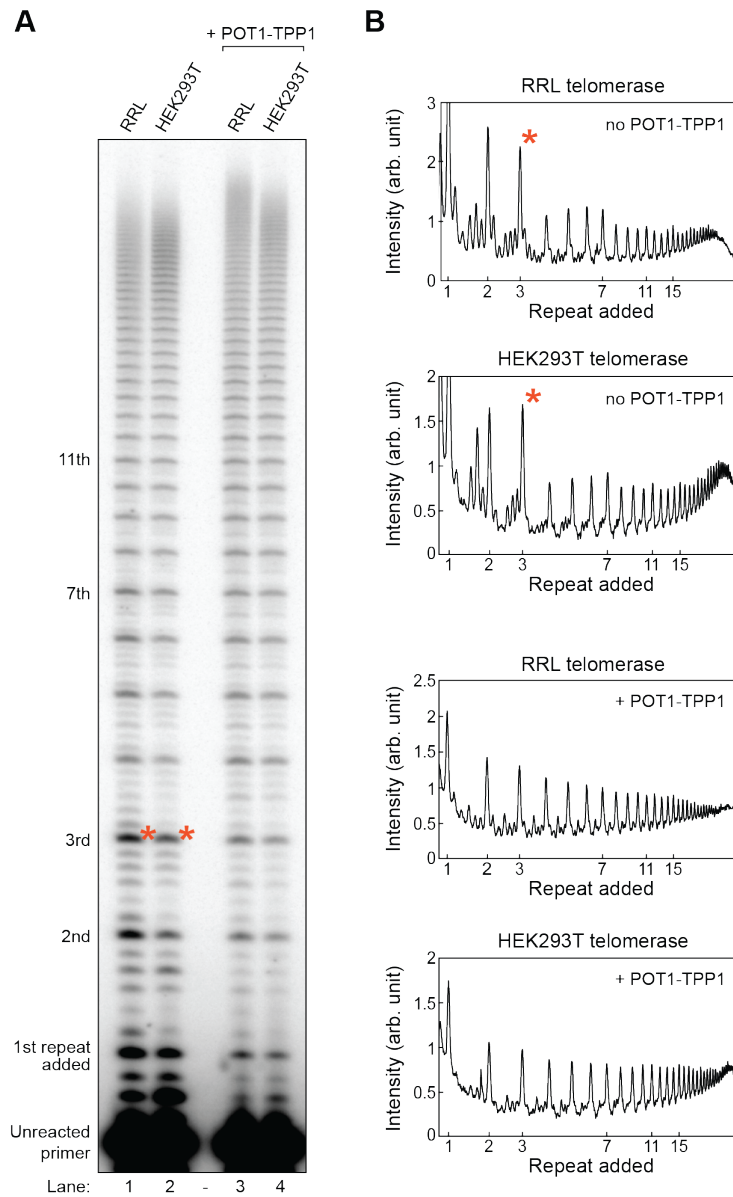 A
+ POT1-TPP1
RRL
HEK293T
RRL
HEK293T
11th
7th
3rd
*
*
2nd
1st repeat
added
Unreacted
primer
Lane: 1 2 - 3 4
B
RRL telomerase
no POT1-TPP1
*
Intensity (arb. unit)
3
2
1
0
1 2 3 7 11 15
Repeat added
HEK293T telomerase
no POT1-TPP1
*
Intensity (arb. unit)
2
1.5
1
0.5
0
1 2 3 7 11 15
Repeat added
RRL telomerase
+ POT1-TPP1
Intensity (arb. unit)
2.5
2
1.5
1
0.5
0
1 2 3 7 11 15
Repeat added
HEK293T telomerase
+ POT1-TPP1
Intensity (arb. unit)
2
1.5
1
0.5
0
1 2 3 7 11 15
Repeat added